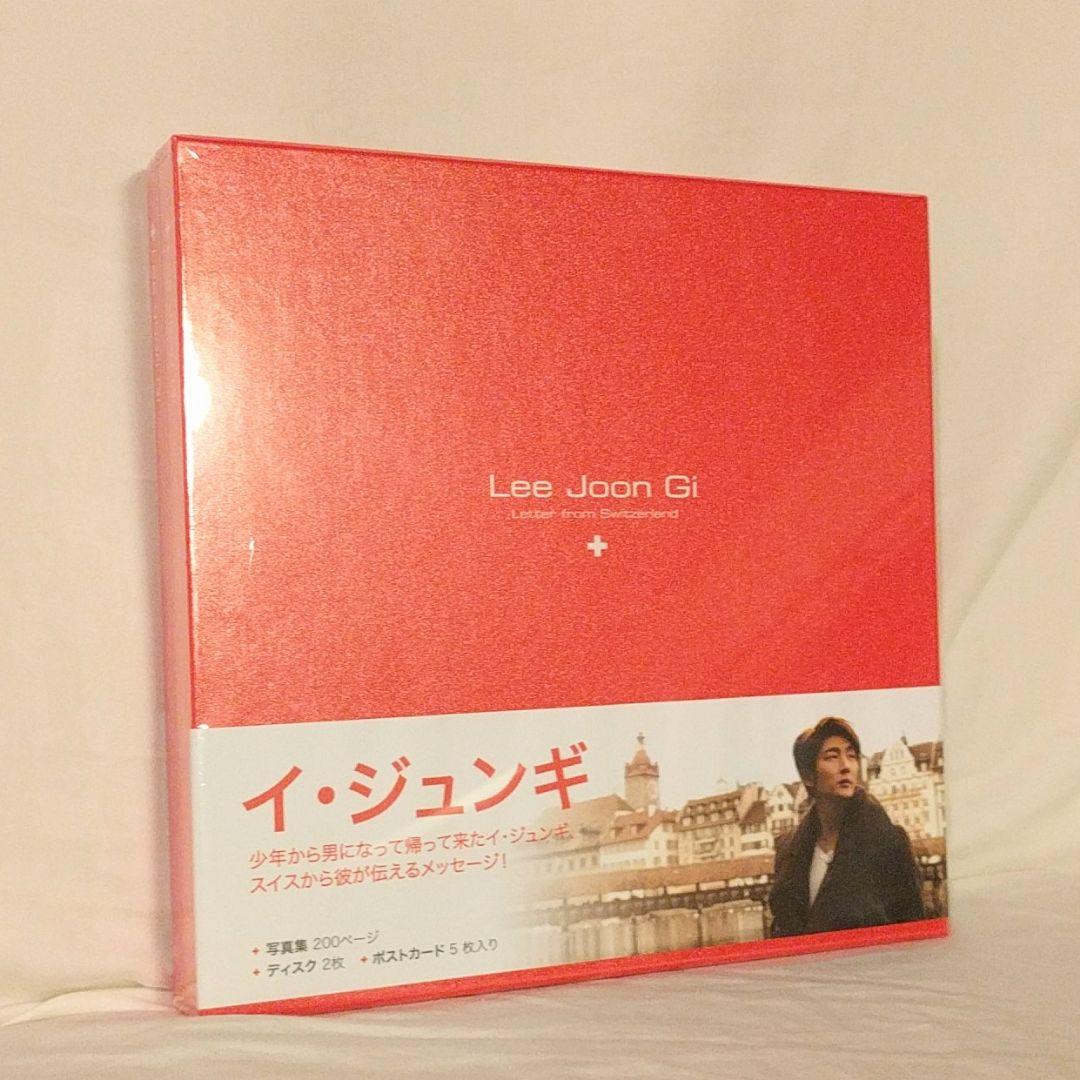 Lee Joon Gi
Letter from Switzerland
イ・ジュンギ
少年から男になって帰って来たイ・ジュンギ、
スイスから彼が伝えるメッセージ！
+ 写真集 200ページ
+ ディスク 2枚 + ポストカード 5枚入り